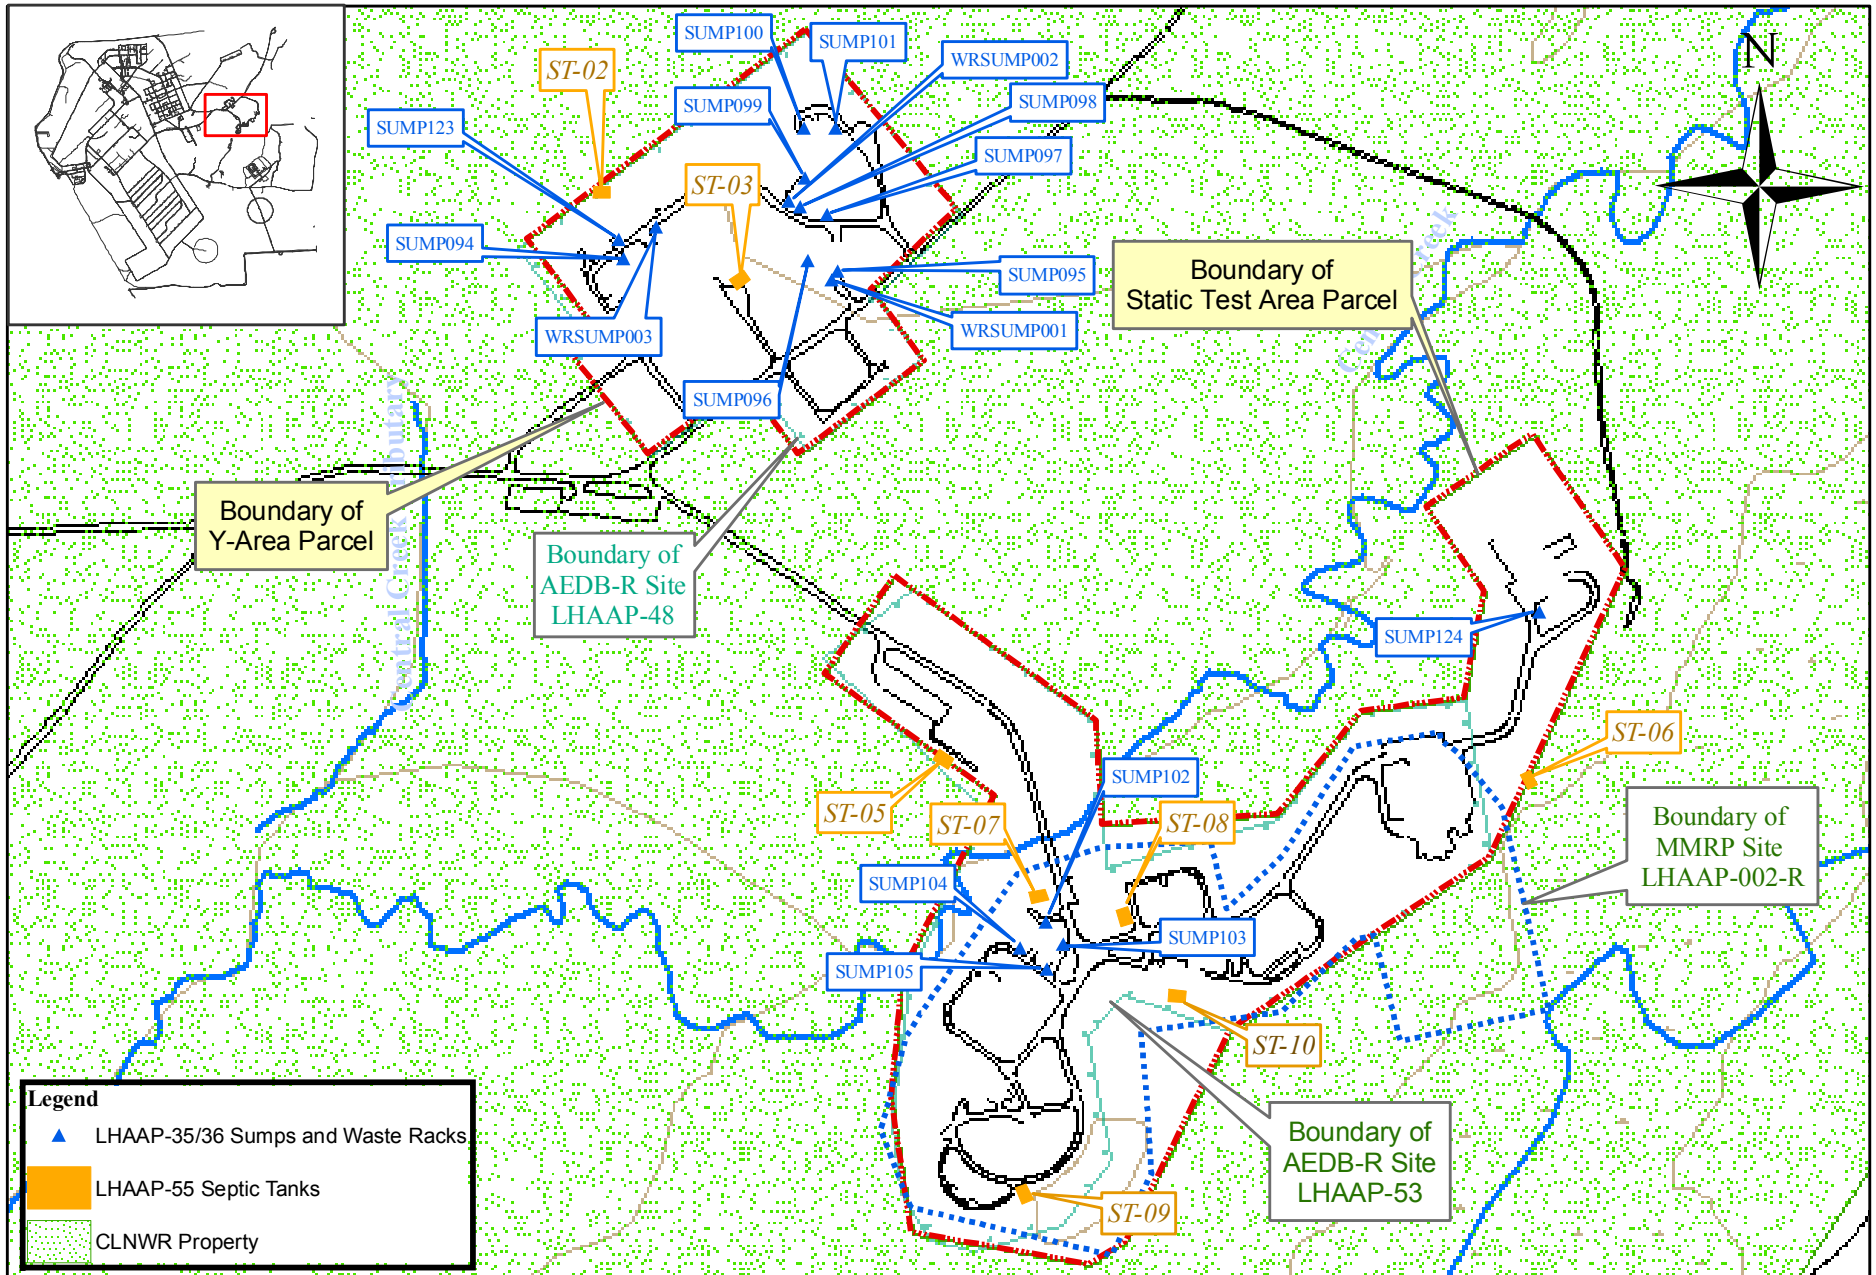 SUMP100
SUMP101
N
ST-02
WRSUMP002
SUMP099
SUMP098
SUMP123
SUMP097
ST-03
SUMP094
SUMP095
Boundary of
Static Test Area Parcel
WRSUMP003
WRSUMP001
SUMP096
Central Creek Tributary
Boundary of
Y-Area Parcel
Boundary of
AEDB-R Site
LHAAP-48
SUMP124
ST-06
SUMP102
ST-05
ST-07
ST-08
Boundary of
MMRP Site
LHAAP-002-R
SUMP104
SUMP103
SUMP105
ST-10
Boundary of
AEDB-R Site
LHAAP-53
ST-09
Legend
LHAAP-35/36 Sumps and Waste Racks
LHAAP-55 Septic Tanks
CLNWR Property